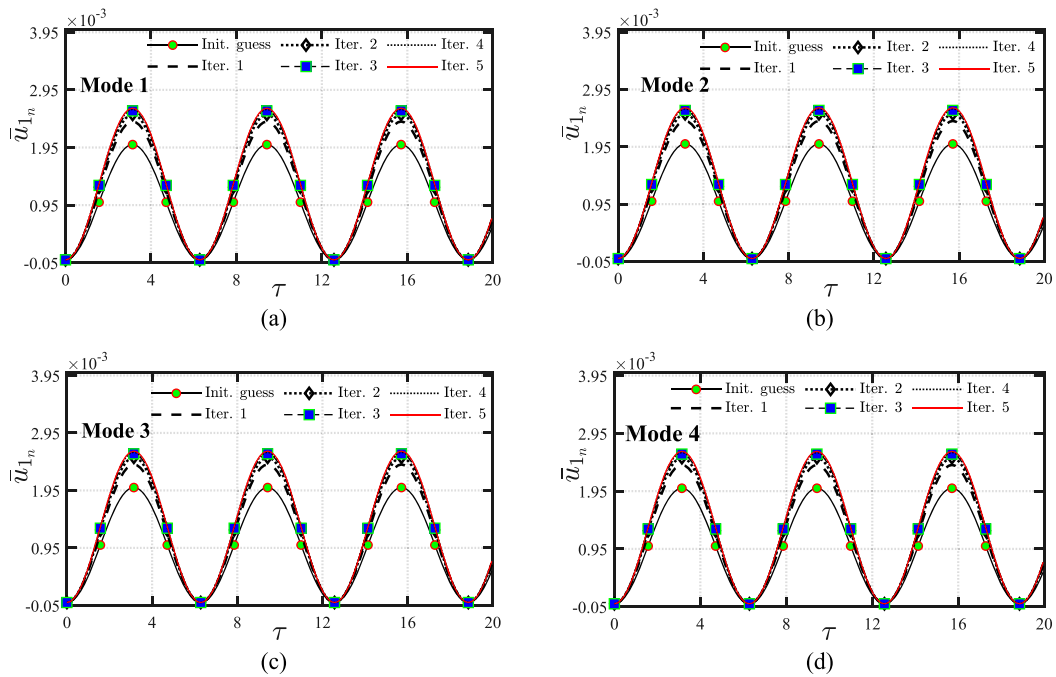 ×10⁻³
3.95
2.95
1.95
0.95
-0.05
ū₁ₙ
Init. guess
Iter. 1
Iter. 2
Iter. 3
Iter. 4
Iter. 5
Mode 1
0 4 8 12 16 20
τ
(a)
×10⁻³
3.95
2.95
1.95
0.95
-0.05
ū₁ₙ
Init. guess
Iter. 1
Iter. 2
Iter. 3
Iter. 4
Iter. 5
Mode 2
0 4 8 12 16 20
τ
(b)
×10⁻³
3.95
2.95
1.95
0.95
-0.05
ū₁ₙ
Init. guess
Iter. 1
Iter. 2
Iter. 3
Iter. 4
Iter. 5
Mode 3
0 4 8 12 16 20
τ
(c)
×10⁻³
3.95
2.95
1.95
0.95
-0.05
ū₁ₙ
Init. guess
Iter. 1
Iter. 2
Iter. 3
Iter. 4
Iter. 5
Mode 4
0 4 8 12 16 20
τ
(d)